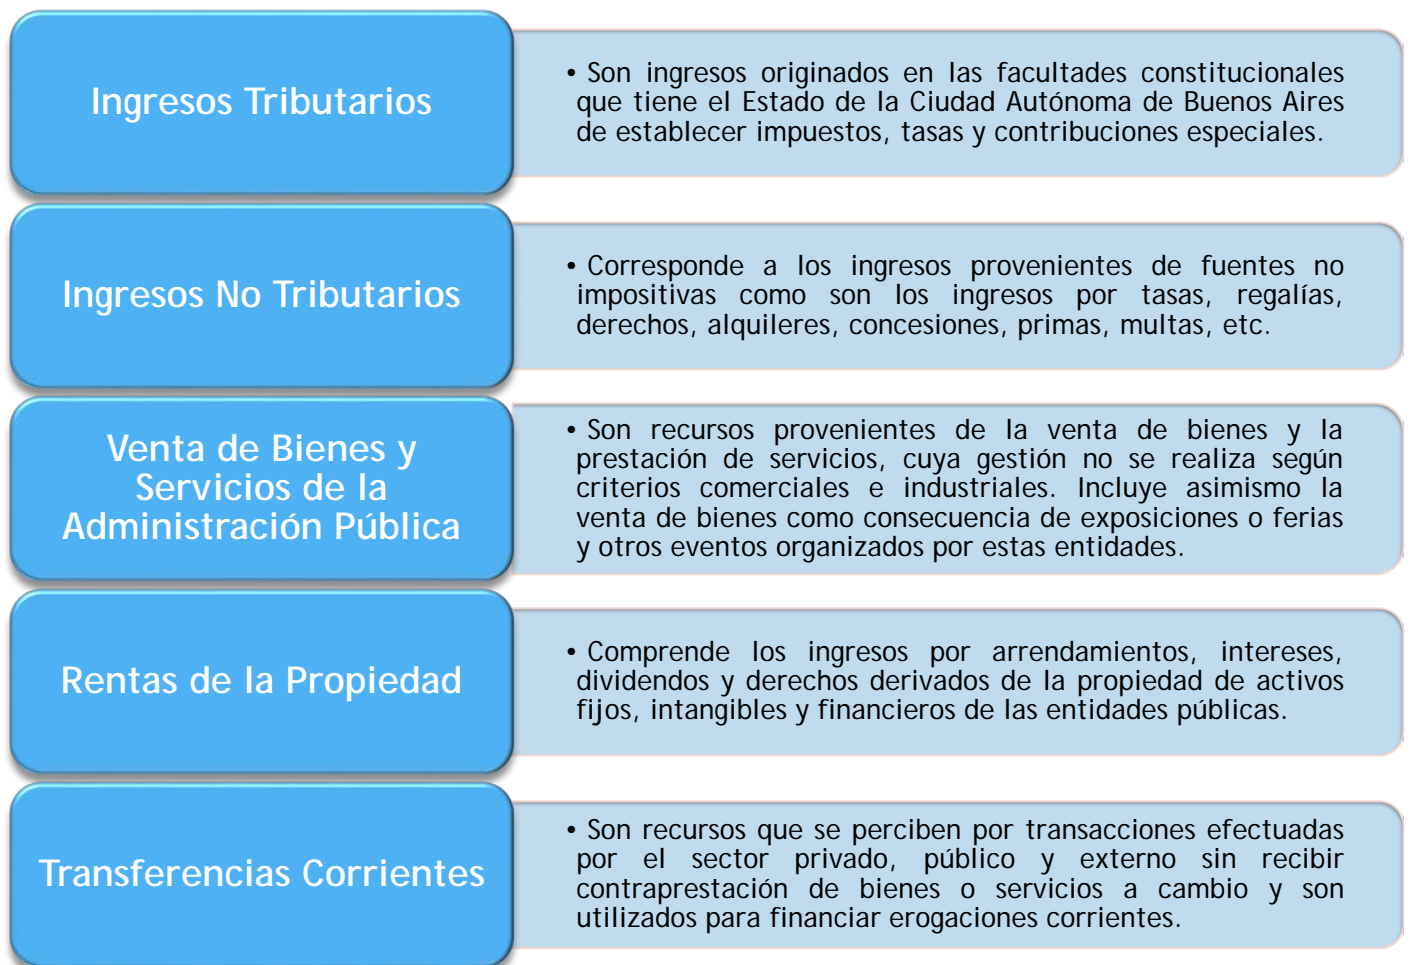 Ingresos Tributarios
• Son ingresos originados en las facultades constitucionales
que tiene el Estado de la Ciudad Autónoma de Buenos Aires
de establecer impuestos, tasas y contribuciones especiales.
Ingresos No Tributarios
• Corresponde a los ingresos provenientes de fuentes no
impositivas como son los ingresos por tasas, regalías,
derechos, alquileres, concesiones, primas, multas, etc.
Venta de Bienes y
Servicios de la
Administración Pública
• Son recursos provenientes de la venta de bienes y la
prestación de servicios, cuya gestión no se realiza según
criterios comerciales e industriales. Incluye asimismo la
venta de bienes como consecuencia de exposiciones o ferias
y otros eventos organizados por estas entidades.
Rentas de la Propiedad
• Comprende los ingresos por arrendamientos, intereses,
dividendos y derechos derivados de la propiedad de activos
fijos, intangibles y financieros de las entidades públicas.
Transferencias Corrientes
• Son recursos que se perciben por transacciones efectuadas
por el sector privado, público y externo sin recibir
contraprestación de bienes o servicios a cambio y son
utilizados para financiar erogaciones corrientes.